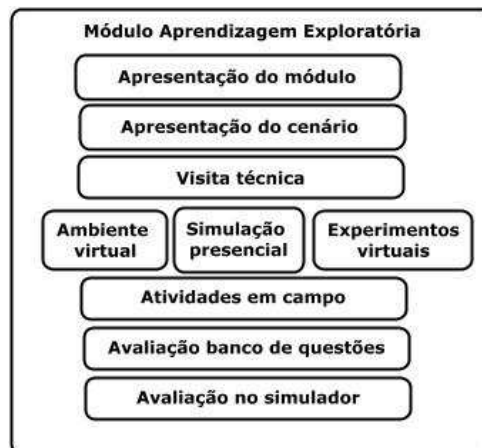 Módulo Aprendizagem Exploratória
Apresentação do módulo
Apresentação do cenário
Visita técnica
Ambiente
virtual
Simulação
presencial
Experimentos
virtuais
Atividades em campo
Avaliação banco de questões
Avaliação no simulador